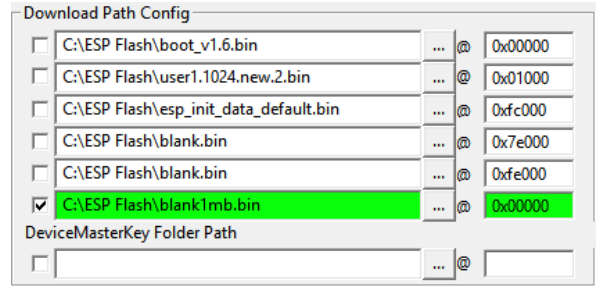 Download Path Config
C:\ESP Flash\boot_v1.6.bin ... @ 0x00000
C:\ESP Flash\user1.1024.new.2.bin ... @ 0x01000
C:\ESP Flash\esp_init_data_default.bin ... @ 0xfc000
C:\ESP Flash\blank.bin ... @ 0x7e000
C:\ESP Flash\blank.bin ... @ 0xfe000
C:\ESP Flash\blank1mb.bin ... @ 0x00000
DeviceMasterKey Folder Path
... @